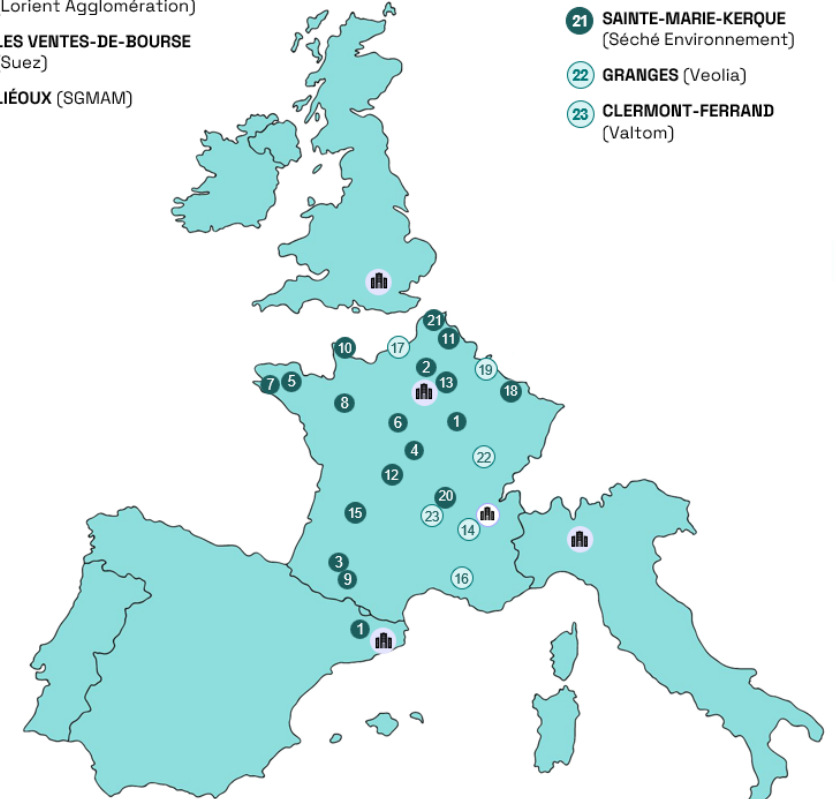 (Lorient Agglomération)
LES VENTES-DE-BOURSE
(Suez)
LIÉOUX (SGMAM)
21 SAINTE-MARIE-KERQUE
(Séché Environnement)
22 GRANGES (Veolia)
23 CLERMONT-FERRAND
(Valtom)
21
11
10
17
2
19
13
7
5
18
8
6
1
4
22
12
20
15
23
14
3
9
16
1